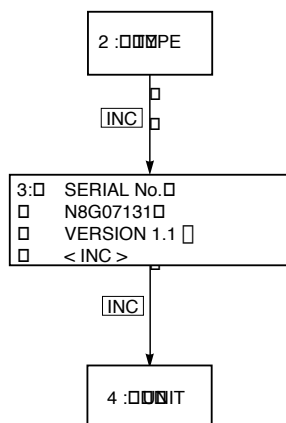 2 : TYPE
INC
3: SERIAL No.
N8G07131
VERSION 1.1
< INC >
INC
4 : UNIT